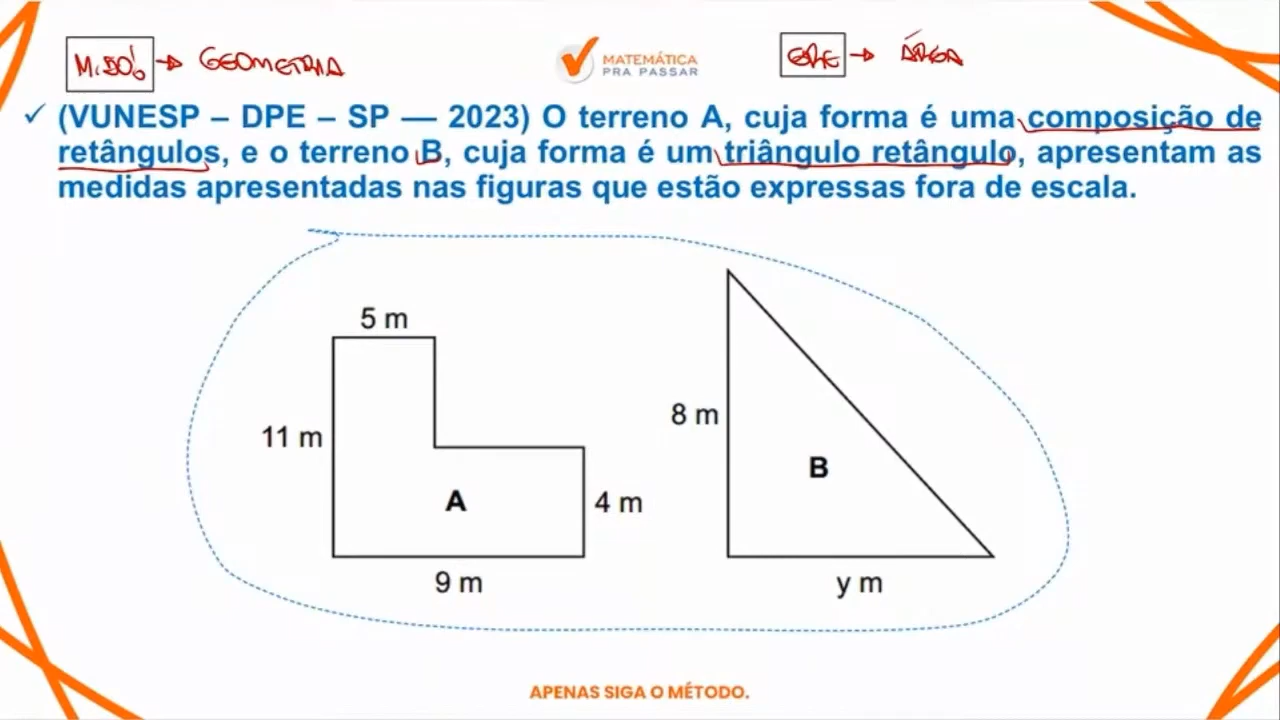 M.50's → GEOMETRIA
MATEMÁTICA
PRA PASSAR
→ ÁREA
✓ (VUNESP – DPE – SP — 2023) O terreno A, cuja forma é uma composição de
retângulos, e o terreno B, cuja forma é um triângulo retângulo, apresentam as
medidas apresentadas nas figuras que estão expressas fora de escala.
5 m
11 m
A
4 m
9 m
8 m
B
y m
APENAS SIGA O MÉTODO.